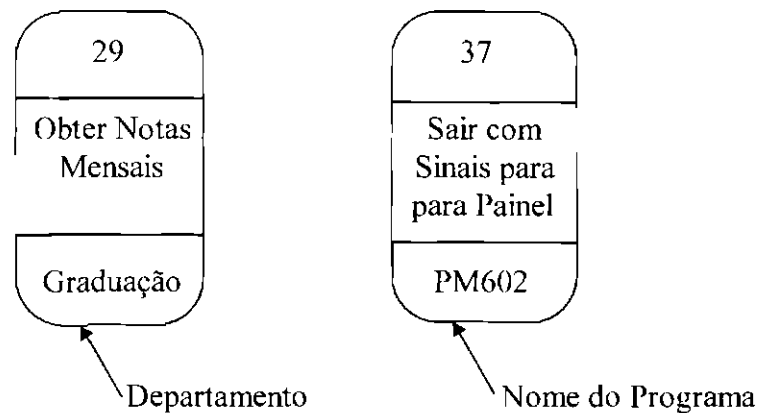 29
Obter Notas
Mensais
Graduação
Departamento
37
Sair com
Sinais para
para Painel
PM602
Nome do Programa